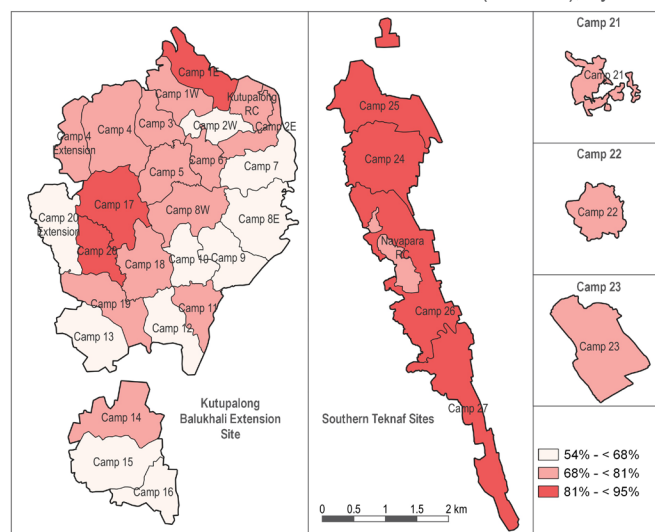 Camp 21
Camp 1E
Camp 1W
Kutupalong
RC
Camp 25
Camp 21
Camp 4
Extension
Camp 4
Camp 3
Camp 2W
Camp 2E
Camp 6
Camp 7
Camp 5
Camp 24
Camp 22
Camp 17
Camp 8W
Camp 22
Camp 20
Extension
Camp 8E
Camp 20
Camp 18
Camp 10
Camp 9
Nayapara
RC
Camp 23
Camp 19
Camp 11
Camp 26
Camp 13
Camp 12
Camp 23
Camp 14
Kutupalong
Balukhali Extension
Site
Southern Teknaf Sites
Camp 27
Camp 15
Camp 16
54% - < 68%
68% - < 81%
81% - < 95%
0 0.5 1 2 km